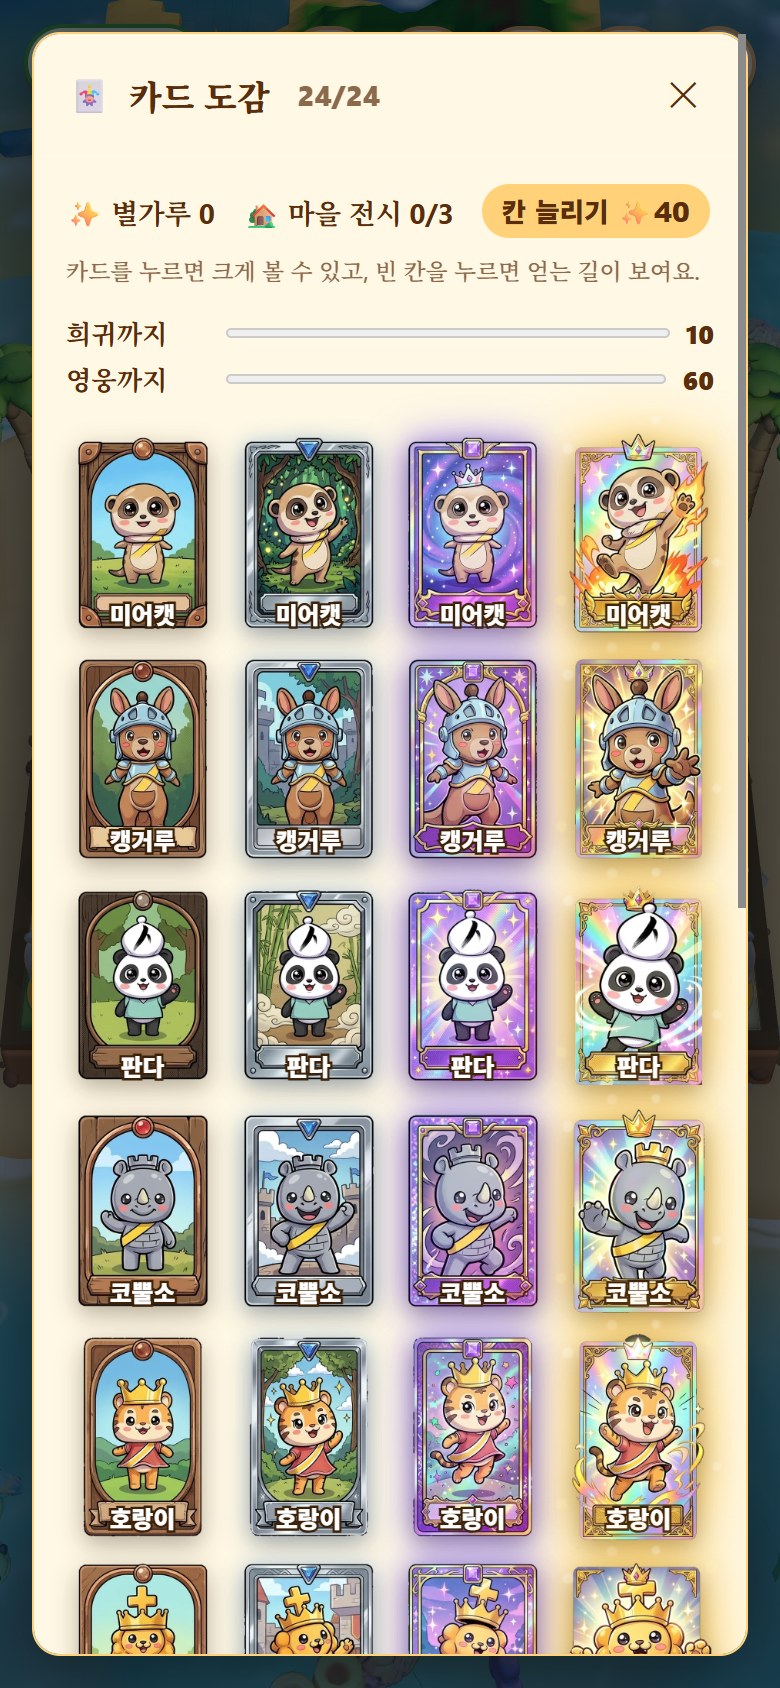 카드 도감 24/24
별가루 0 마을 전시 0/3 칸 늘리기 40
카드를 누르면 크게 볼 수 있고, 빈 칸을 누르면 얻는 길이 보여요.
희귀까지 10
영웅까지 60
미어캣 미어캣 미어캣 미어캣
캥거루 캥거루 캥거루 캥거루
판다 판다 판다 판다
코뿔소 코뿔소 코뿔소 코뿔소
호랑이 호랑이 호랑이 호랑이